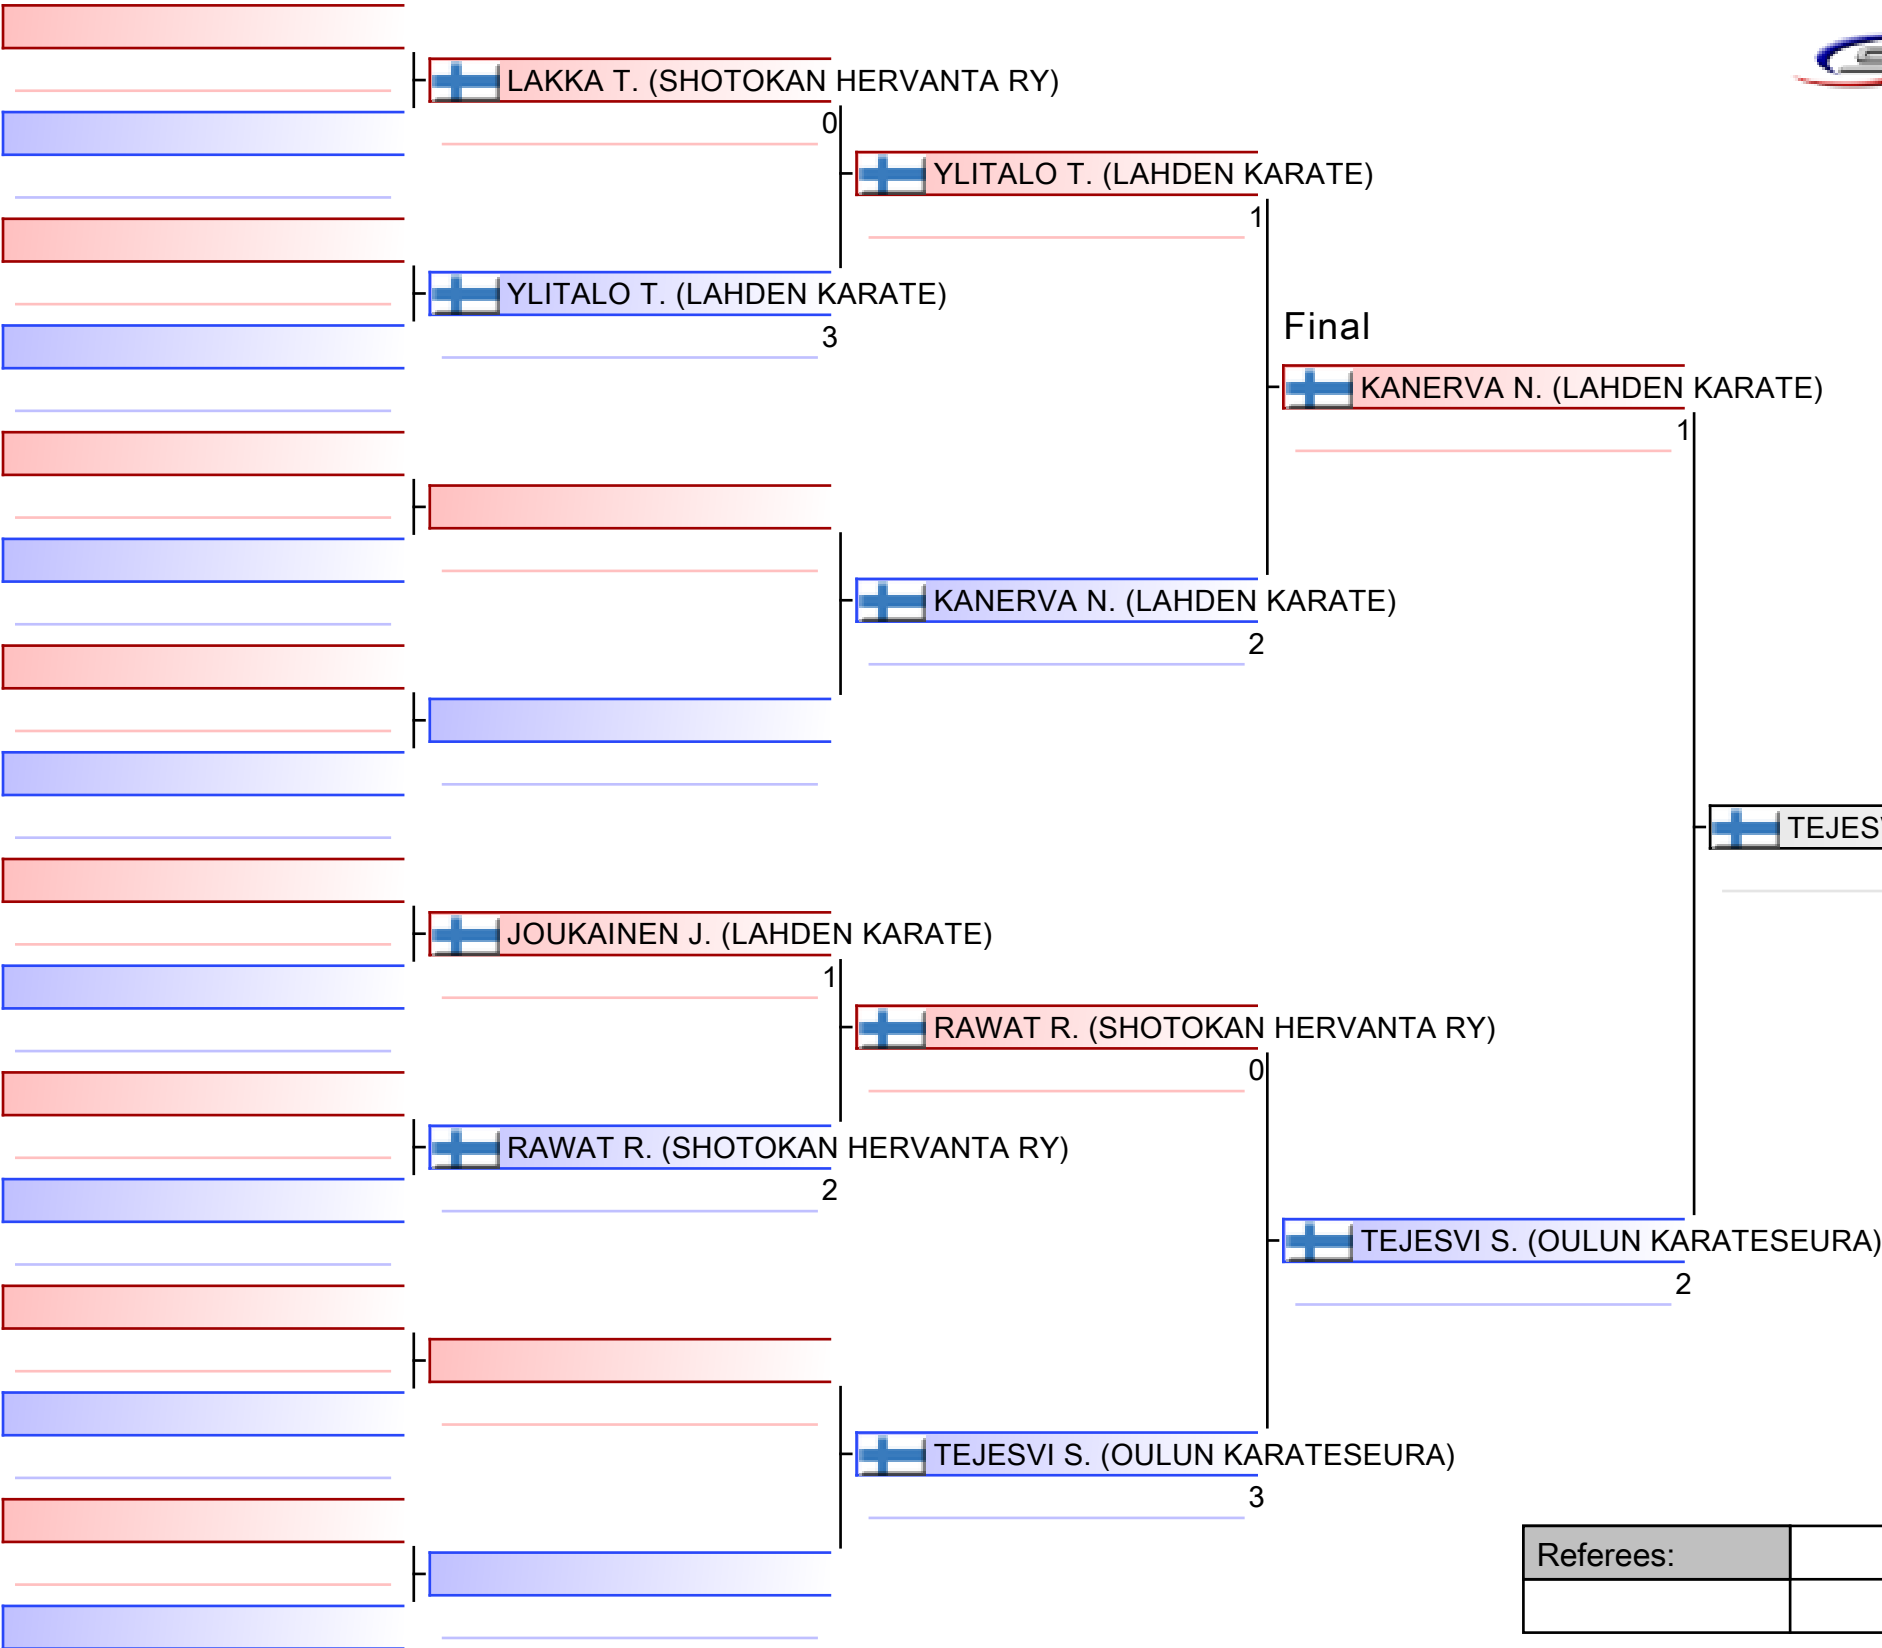 LAKKA T. (SHOTOKAN HERVANTA RY)
0
YLITALO T. (LAHDEN KARATE)
1
YLITALO T. (LAHDEN KARATE)
3
Final
KANERVA N. (LAHDEN KARATE)
1
KANERVA N. (LAHDEN KARATE)
2
JOUKAINEN J. (LAHDEN KARATE)
1
RAWAT R. (SHOTOKAN HERVANTA RY)
0
RAWAT R. (SHOTOKAN HERVANTA RY)
2
TEJESVI S. (OULUN KARATESEURA)
2
TEJESVI S. (OULUN KARATESEURA)
3
Referees: